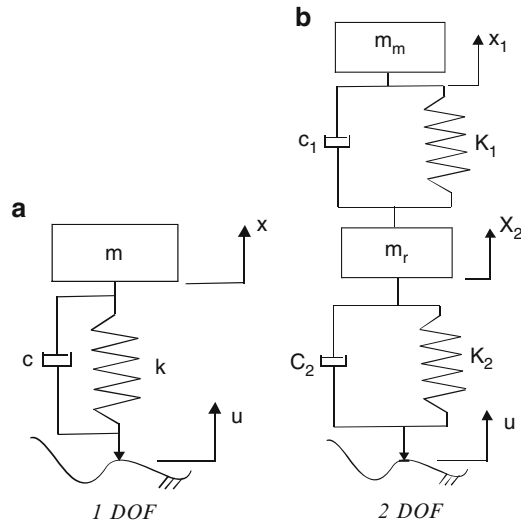 a
m
x
c
k
u
1 DOF
b
m_m
x_1
c_1
K_1
m_r
X_2
C_2
K_2
u
2 DOF